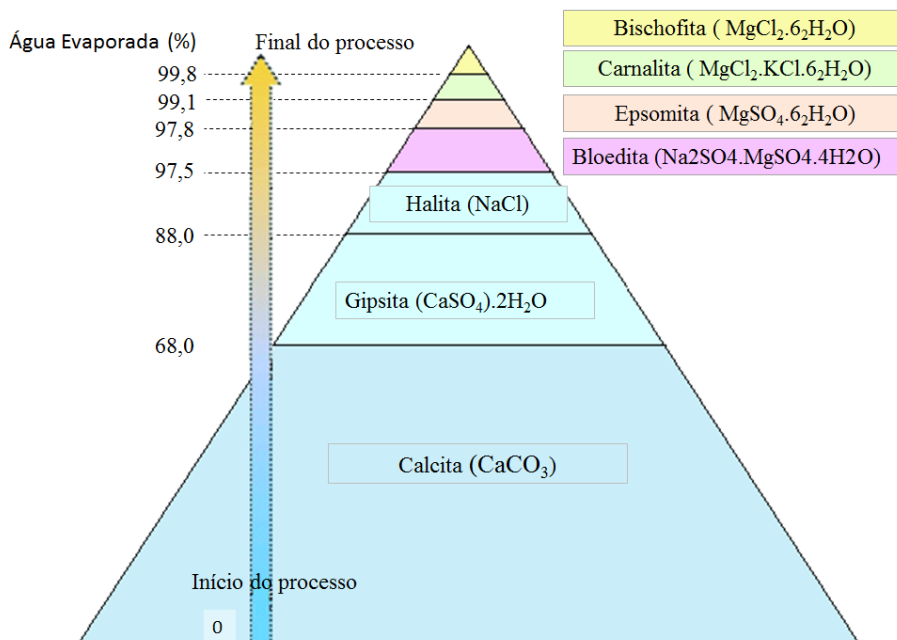 Água Evaporada (%)
Final do processo
Bischofita ( MgCl₂.6₂H₂O)
99,8
Carnalita ( MgCl₂.KCl.6₂H₂O)
99,1
Epsomita ( MgSO₄.6₂H₂O)
97,8
Bloedita (Na2SO4.MgSO4.4H2O)
97,5
Halita (NaCl)
88,0
Gipsita (CaSO₄).2H₂O
68,0
Calcita (CaCO₃)
Início do processo
0